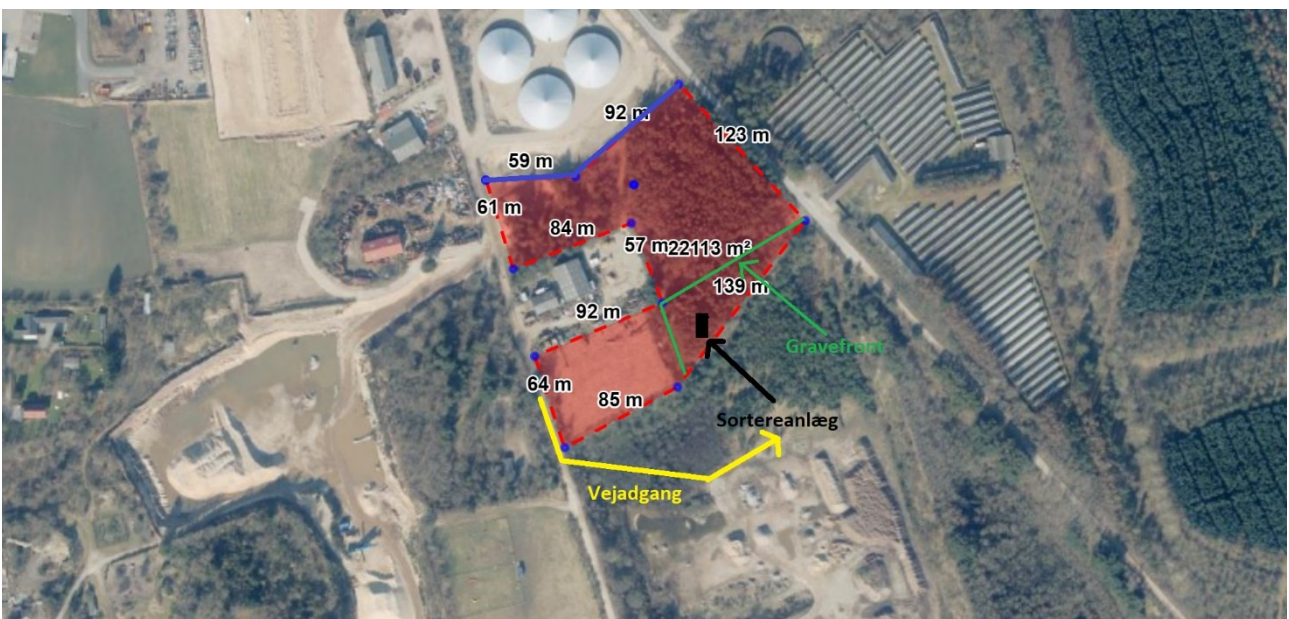 92 m
123 m
59 m
61 m
84 m
57 m
22113 m²
139 m
92 m
Gravefront
64 m
85 m
Sortereanlæg
Vejadgang